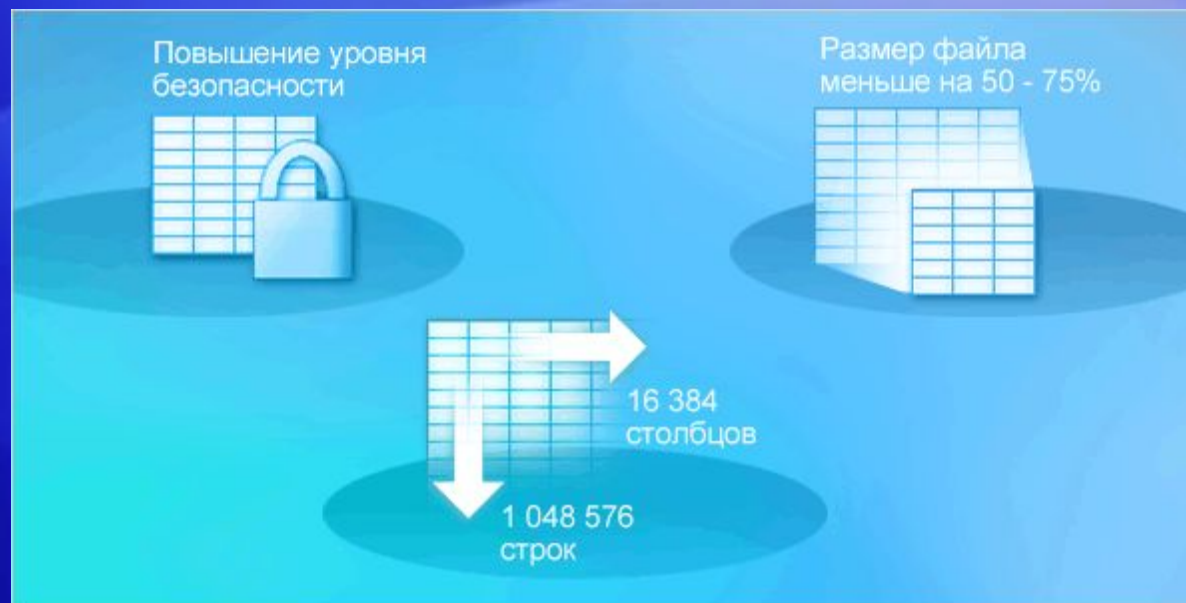 Повышение уровня
безопасности
Размер файла
меньше на 50 - 75%
16 384
столбцов
1 048 576
строк